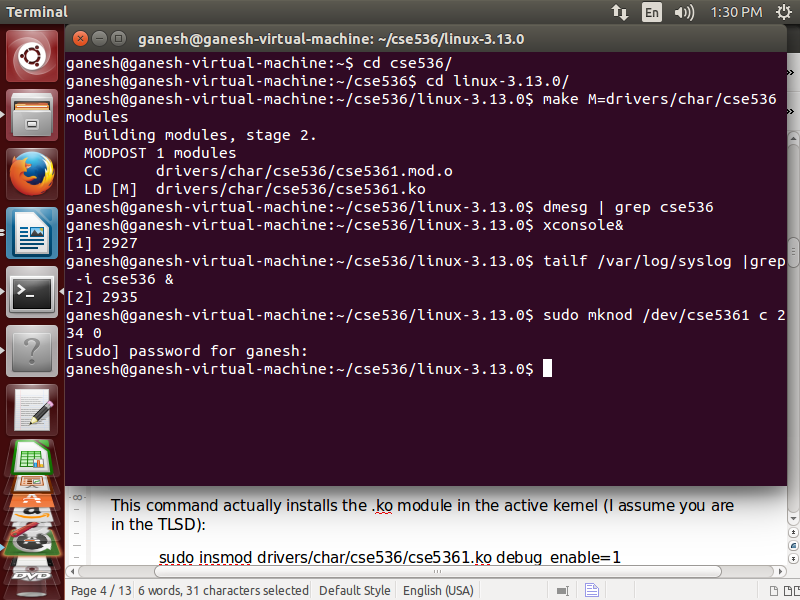 Terminal
En
1:30 PM
ganesh@ganesh-virtual-machine: ~/cse536/linux-3.13.0
ganesh@ganesh-virtual-machine:~$ cd cse536/
ganesh@ganesh-virtual-machine:~/cse536$ cd linux-3.13.0/
ganesh@ganesh-virtual-machine:~/cse536/linux-3.13.0$ make M=drivers/char/cse536
modules
  Building modules, stage 2.
  MODPOST 1 modules
  CC      drivers/char/cse536/cse5361.mod.o
  LD [M]  drivers/char/cse536/cse5361.ko
ganesh@ganesh-virtual-machine:~/cse536/linux-3.13.0$ dmesg | grep cse536
ganesh@ganesh-virtual-machine:~/cse536/linux-3.13.0$ xconsole&
[1] 2927
ganesh@ganesh-virtual-machine:~/cse536/linux-3.13.0$ tailf /var/log/syslog |grep
 -i cse536 &
[2] 2935
ganesh@ganesh-virtual-machine:~/cse536/linux-3.13.0$ sudo mknod /dev/cse5361 c 2
34 0
[sudo] password for ganesh:
ganesh@ganesh-virtual-machine:~/cse536/linux-3.13.0$
This command actually installs the .ko module in the active kernel (I assume you are
in the TLSD):
sudo insmod drivers/char/cse536/cse5361.ko debug_enable=1
Page 4 / 13 6 words, 31 characters selected Default Style English (USA)